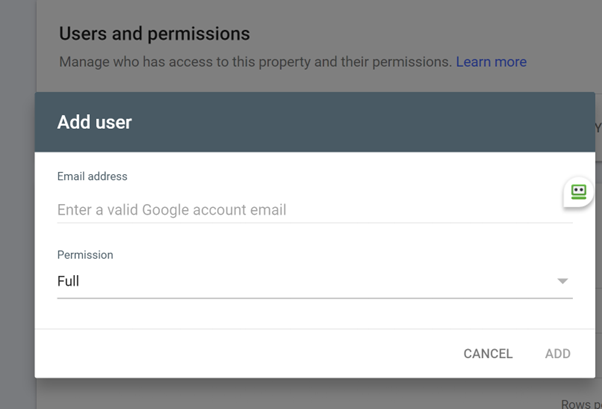 Users and permissions
Manage who has access to this property and their permissions. Learn more
Add user
Email address
Enter a valid Google account email
Permission
Full
CANCEL ADD
Rows